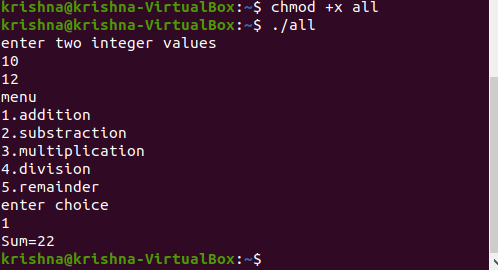 krishna@krishna-VirtualBox:~$ chmod +x all
krishna@krishna-VirtualBox:~$ ./all
enter two integer values
10
12
menu
1.addition
2.substraction
3.multiplication
4.division
5.remainder
enter choice
1
Sum=22
krishna@krishna-VirtualBox:~$